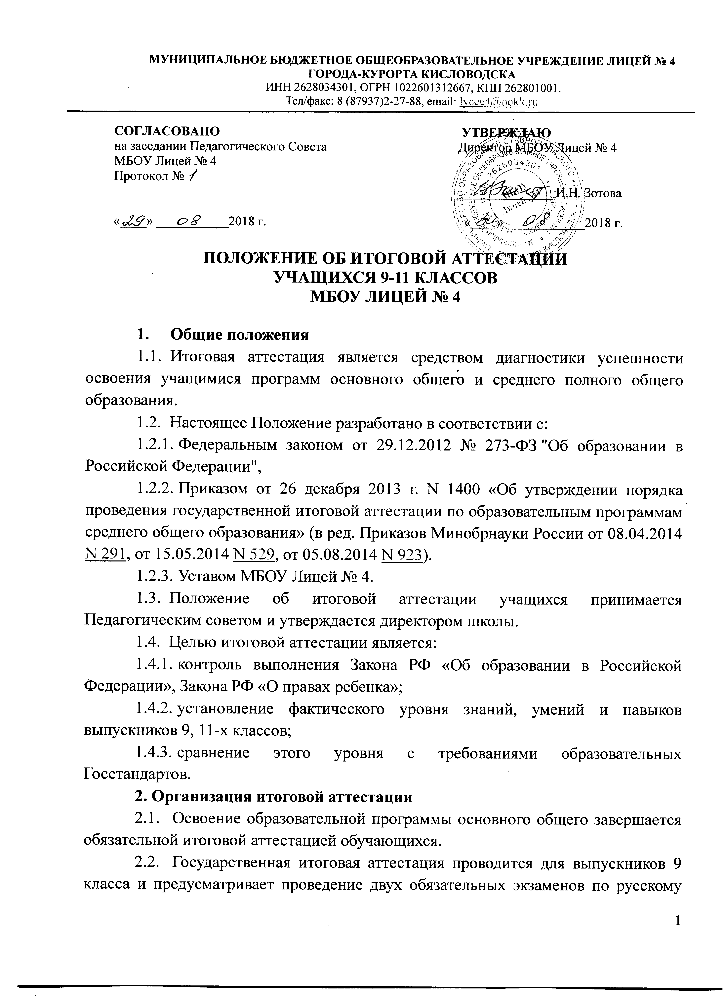 МУНИЦИПАЛЬНОЕ БЮДЖЕТНОЕ ОБЩЕОБРАЗОВАТЕЛЬНОЕ УЧРЕЖДЕНИЕ ЛИЦЕЙ № 4
ГОРОДА-КУРОРТА КИСЛОВОДСКА
ИНН 2628034301, ОГРН 1022601312667, КПП 262801001.
Тел/факс: 8 (87937)2-27-88, email: lycee4@uokk.ru
СОГЛАСОВАНО
на заседании Педагогического Совета
МБОУ Лицей № 4
Протокол № 1
«29» 08 2018 г.
УТВЕРЖДАЮ
Директор МБОУ Лицей № 4
И.Н. Зотова
«30» 08 2018 г.
ПОЛОЖЕНИЕ ОБ ИТОГОВОЙ АТТЕСТАЦИИ
УЧАЩИХСЯ 9-11 КЛАССОВ
МБОУ ЛИЦЕЙ № 4
1. Общие положения
1.1. Итоговая аттестация является средством диагностики успешности
освоения учащимися программ основного общего и среднего полного общего
образования.
1.2. Настоящее Положение разработано в соответствии с:
1.2.1. Федеральным законом от 29.12.2012 № 273-ФЗ "Об образовании в
Российской Федерации",
1.2.2. Приказом от 26 декабря 2013 г. N 1400 «Об утверждении порядка
проведения государственной итоговой аттестации по образовательным программам
среднего общего образования» (в ред. Приказов Минобрнауки России от 08.04.2014
N 291, от 15.05.2014 N 529, от 05.08.2014 N 923).
1.2.3. Уставом МБОУ Лицей № 4.
1.3. Положение об итоговой аттестации учащихся принимается
Педагогическим советом и утверждается директором школы.
1.4. Целью итоговой аттестации является:
1.4.1. контроль выполнения Закона РФ «Об образовании в Российской
Федерации», Закона РФ «О правах ребенка»;
1.4.2. установление фактического уровня знаний, умений и навыков
выпускников 9, 11-х классов;
1.4.3. сравнение этого уровня с требованиями образовательных
Госстандартов.
2. Организация итоговой аттестации
2.1. Освоение образовательной программы основного общего завершается
обязательной итоговой аттестацией обучающихся.
2.2. Государственная итоговая аттестация проводится для выпускников 9
класса и предусматривает проведение двух обязательных экзаменов по русскому
1